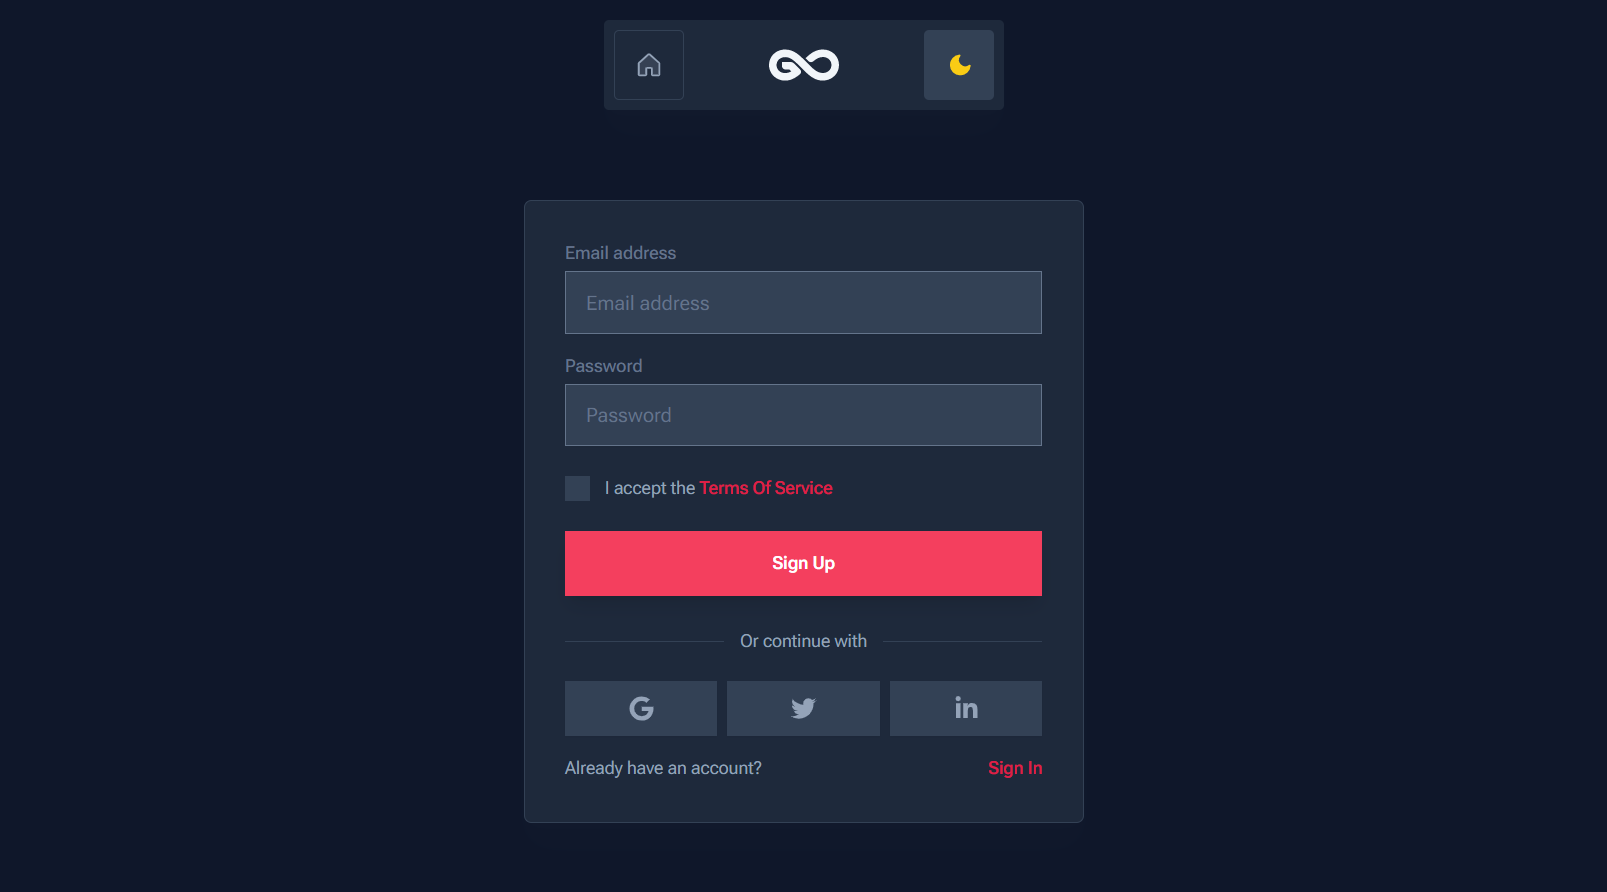 Email address
Email address
Password
Password
I accept the Terms Of Service
Sign Up
Or continue with
G
in
Already have an account? Sign In